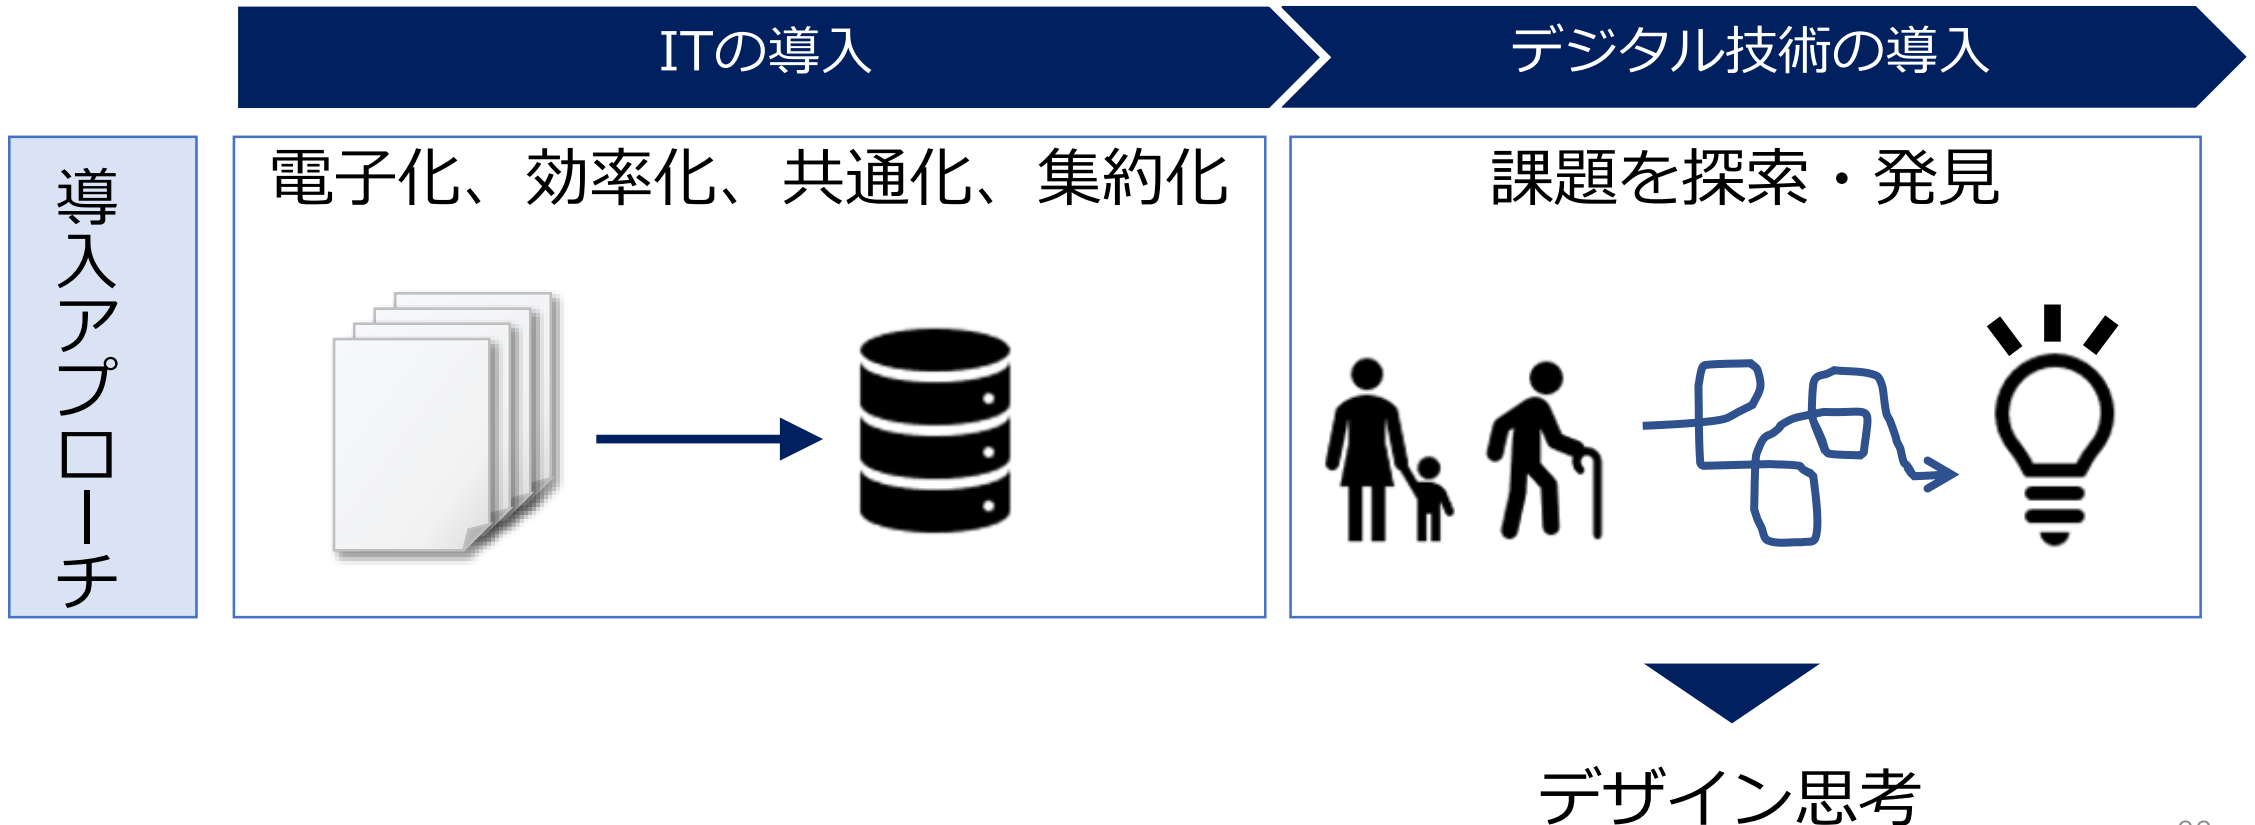 ITの導入
デジタル技術の導入
導入アプローチ
電子化、効率化、共通化、集約化
課題を探索・発見
デザイン思考